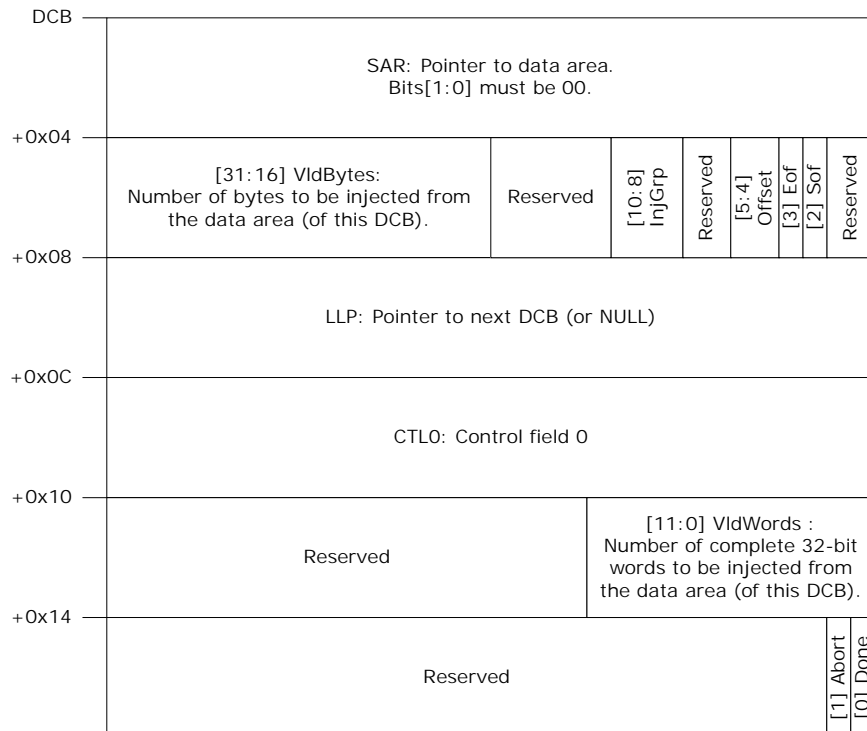 DCB
SAR: Pointer to data area.
Bits[1:0] must be 00.
+0x04
[31:16] VldBytes:
Number of bytes to be injected from
the data area (of this DCB).
Reserved
[10:8]
InjGrp
Reserved
[5:4]
Offset
[3] Eof
[2] Sof
Reserved
+0x08
LLP: Pointer to next DCB (or NULL)
+0x0C
CTL0: Control field 0
+0x10
Reserved
[11:0] VldWords :
Number of complete 32-bit
words to be injected from
the data area (of this DCB).
+0x14
Reserved
[1] Abort
[0] Done